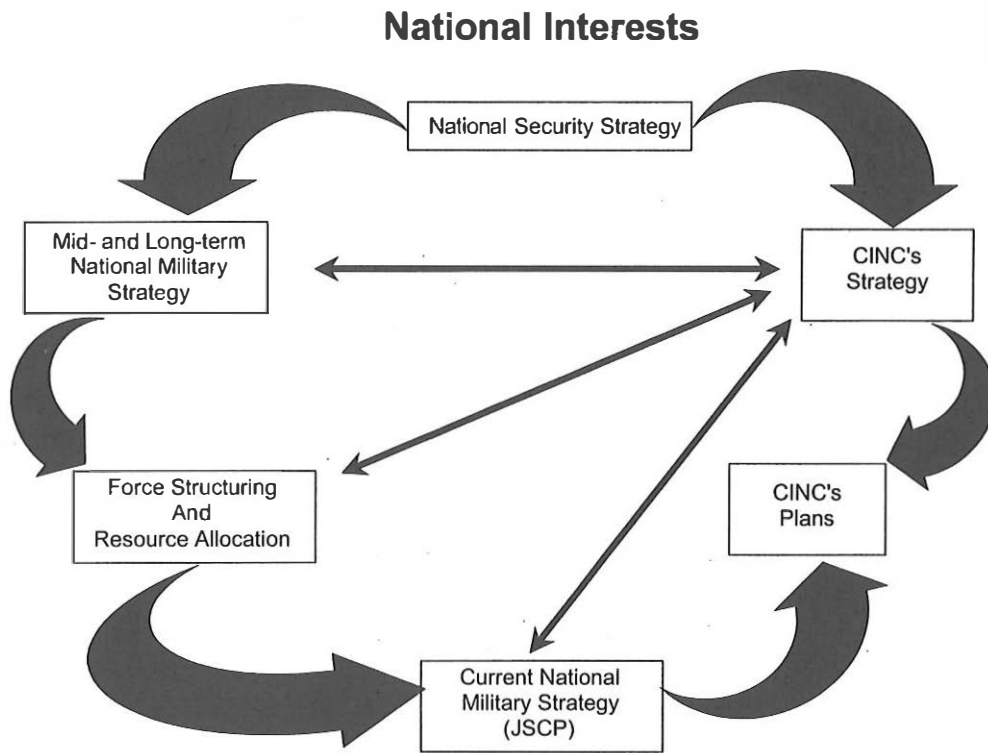 National Interests
National Security Strategy
Mid- and Long-term
National Military
Strategy
CINC's
Strategy
Force Structuring
And
Resource Allocation
CINC's
Plans
Current National
Military Strategy
(JSCP)